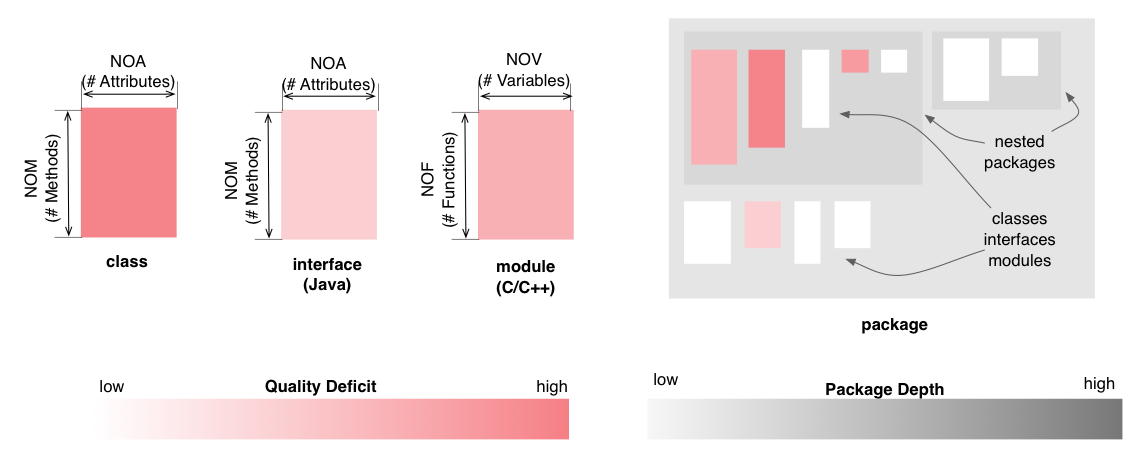 NOA
(# Attributes)
NOM
(# Methods)
class
NOA
(# Attributes)
NOM
(# Methods)
interface
(Java)
NOV
(# Variables)
NOF
(# Functions)
module
(C/C++)
nested
packages
classes
interfaces
modules
package
low
Quality Deficit
high
low
Package Depth
high